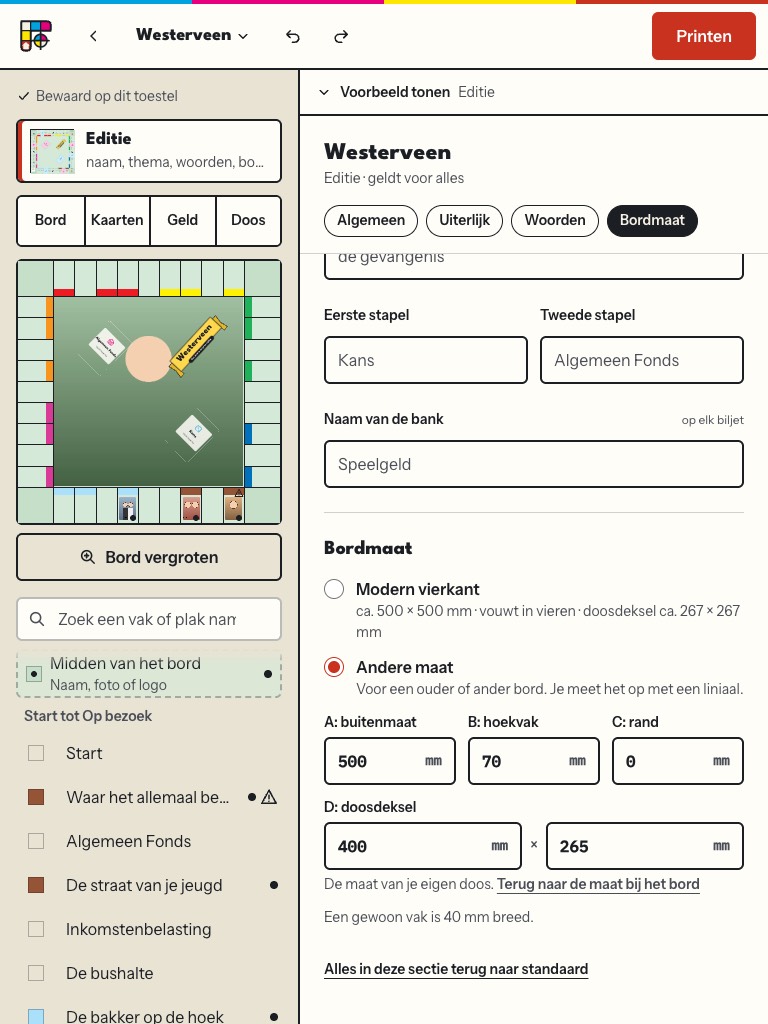 Westerveen
Printen
Bewaard op dit toestel
Editie
naam, thema, woorden, bo...
Bord
Kaarten
Geld
Doos
Westerveen
Bord vergroten
Zoek een vak of plak nam
Midden van het bord
Naam, foto of logo
Start tot Op bezoek
Start
Waar het allemaal be...
Algemeen Fonds
De straat van je jeugd
Inkomstenbelasting
De bushalte
De bakker op de hoek
Voorbeeld tonen Editie
Westerveen
Editie · geldt voor alles
Algemeen
Uiterlijk
Woorden
Bordmaat
de gevangenis
Eerste stapel
Tweede stapel
Kans
Algemeen Fonds
Naam van de bank
op elk biljet
Speelgeld
Bordmaat
Modern vierkant
ca. 500 × 500 mm · vouwt in vieren · doosdeksel ca. 267 × 267
mm
Andere maat
Voor een ouder of ander bord. Je meet het op met een liniaal.
A: buitenmaat
B: hoekvak
C: rand
500 mm
70 mm
0 mm
D: doosdeksel
400 mm × 265 mm
De maat van je eigen doos. Terug naar de maat bij het bord
Een gewoon vak is 40 mm breed.
Alles in deze sectie terug naar standaard